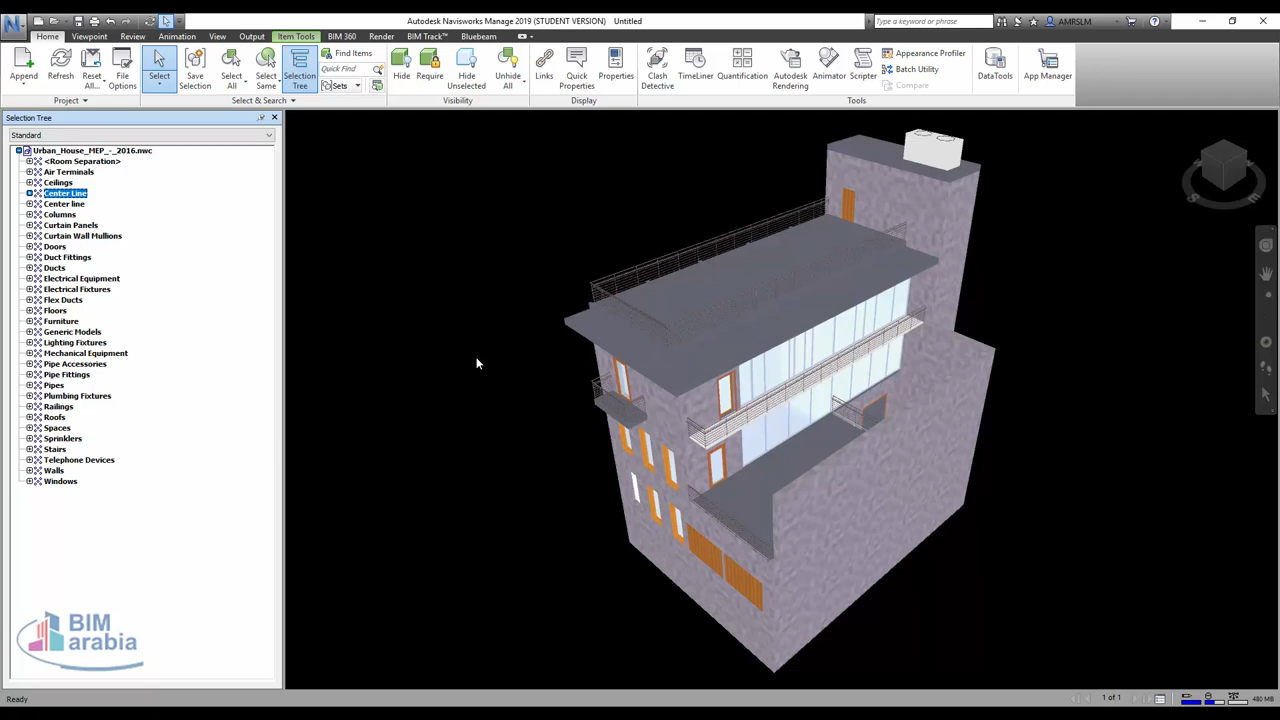 Autodesk Navisworks Manage 2019 (STUDENT VERSION) Untitled
Type a keyword or phrase
AMRSLM
Home Viewpoint Review Animation View Output Item Tools BIM 360 Render BIM Track™ Bluebeam
Append
Refresh
Reset All...
File Options
Project
Select
Save Selection
Select All
Select Same
Selection Tree
Find Items
Quick Find
Sets
Select & Search
Hide
Require
Hide Unselected
Unhide All
Visibility
Links
Quick Properties
Properties
Display
Clash Detective
TimeLiner
Quantification
Autodesk Rendering
Animator
Scripter
Appearance Profiler
Batch Utility
Compare
Tools
DataTools
App Manager
Selection Tree
Standard
Urban_House_MEP_-_2016.nwc
<Room Separation>
Air Terminals
Ceilings
Center Line
Center line
Columns
Curtain Panels
Curtain Wall Mullions
Doors
Duct Fittings
Ducts
Electrical Equipment
Electrical Fixtures
Flex Ducts
Floors
Furniture
Generic Models
Lighting Fixtures
Mechanical Equipment
Pipe Accessories
Pipe Fittings
Pipes
Plumbing Fixtures
Railings
Roofs
Spaces
Sprinklers
Stairs
Telephone Devices
Walls
Windows
BIM
arabia
Ready
1 of 1
480 MB